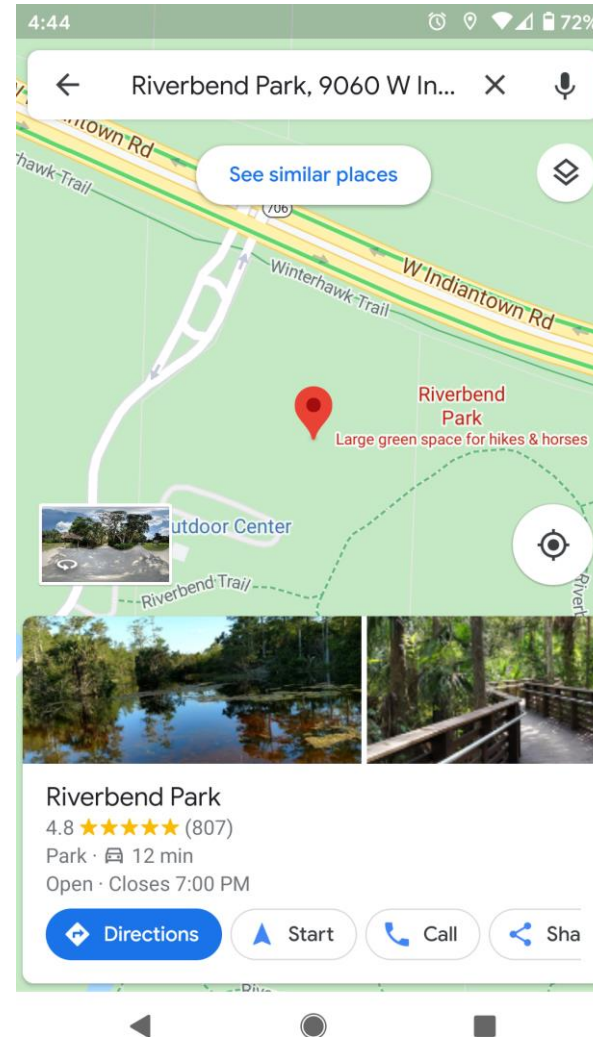 4:44
72%
Riverbend Park, 9060 W In...
Indiantown Rd
hawk Trail
See similar places
706
Winterhawk Trail
W Indiantown Rd
Riverbend
Park
Large green space for hikes & horses
utdoor Center
Riverbend Trail
Riverb
Riverbend Park
4.8 (807)
Park · 12 min
Open · Closes 7:00 PM
Directions
Start
Call
Sha